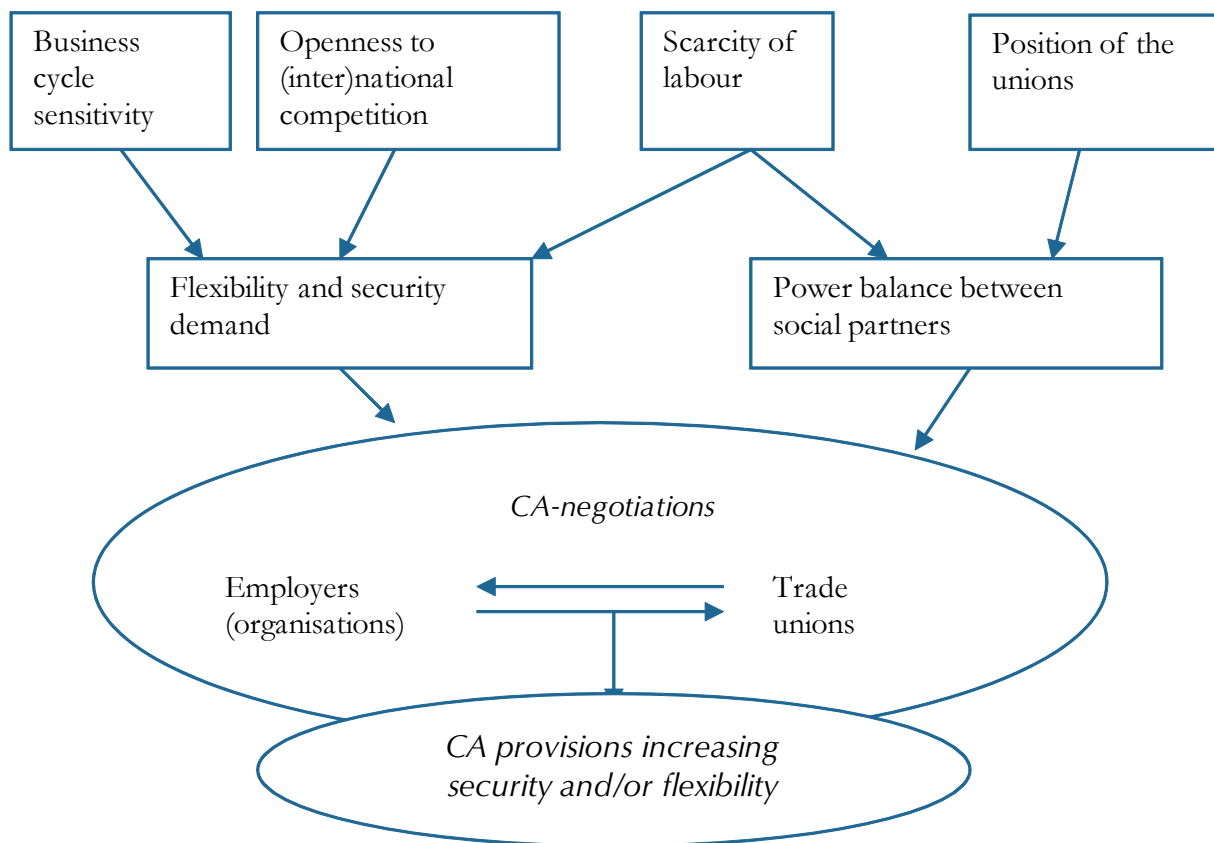 Business
cycle
sensitivity
Openness to
(inter)national
competition
Scarcity of
labour
Position of the
unions
Flexibility and security
demand
Power balance between
social partners
CA-negotiations
Employers
(organisations)
Trade
unions
CA provisions increasing
security and/or flexibility